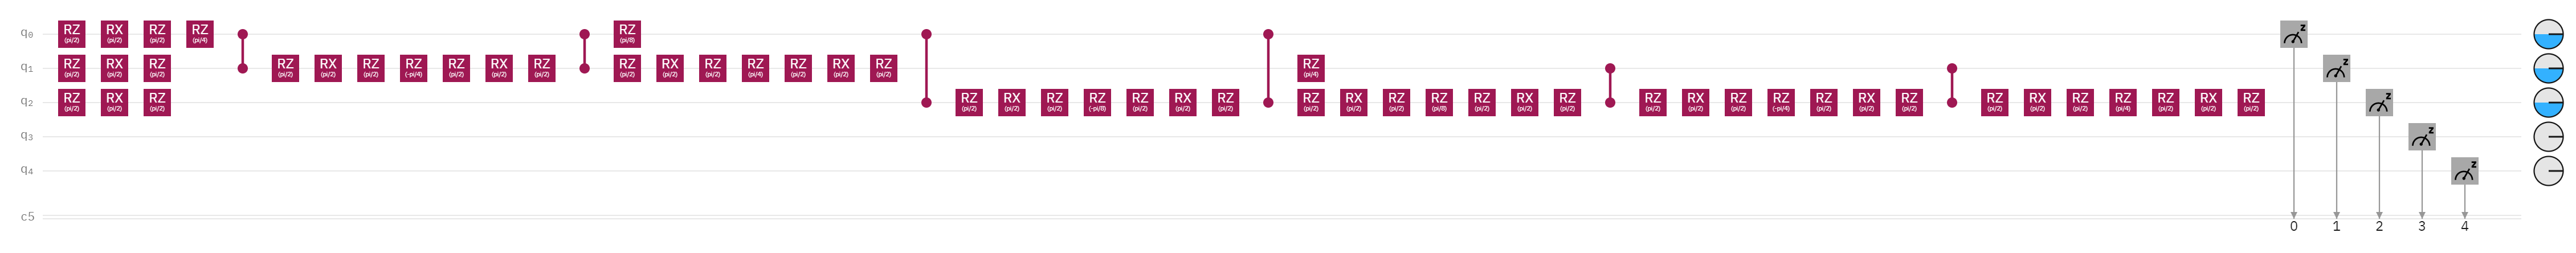 RZ RX RZ RZ RZ z
q0 (pi/2) (pi/2) (pi/2) (pi/4) (pi/8)
RZ RX RZ RZ RX RZ RZ RZ RX RZ RZ RX RZ RZ RZ RX RZ RZ z
q1 (pi/2) (pi/2) (pi/2) (pi/2) (pi/2) (pi/2) (-pi/4) (pi/2) (pi/2) (pi/2) (pi/2) (pi/2) (pi/2) (pi/4) (pi/2) (pi/2) (pi/2) (pi/4)
RZ RX RZ RZ RX RZ RZ RZ RX RZ RZ RX RZ RZ RZ RX RZ RZ RX RZ RZ RZ RX RZ RZ RX RZ RZ RZ RX RZ z
q2 (pi/2) (pi/2) (pi/2) (pi/2) (pi/2) (pi/2) (-pi/8) (pi/2) (pi/2) (pi/2) (pi/2) (pi/2) (pi/2) (pi/8) (pi/2) (pi/2) (pi/2) (pi/2) (pi/2) (pi/2) (-pi/4) (pi/2) (pi/2) (pi/2) (pi/2) (pi/2) (pi/2) (pi/4) (pi/2) (pi/2) (pi/2)
q3 z
q4 z
c5
0 1 2 3 4